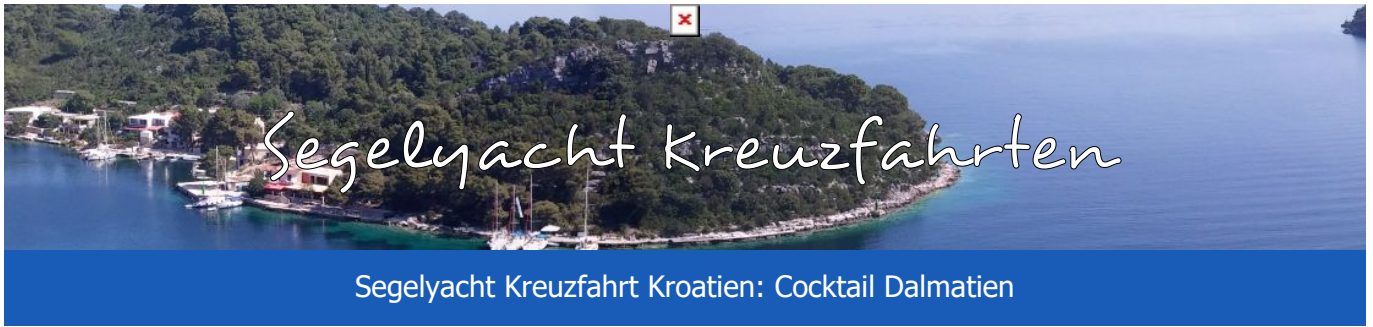 Segelyacht Kreuzfahrten
Segelyacht Kreuzfahrt Kroatien: Cocktail Dalmatien